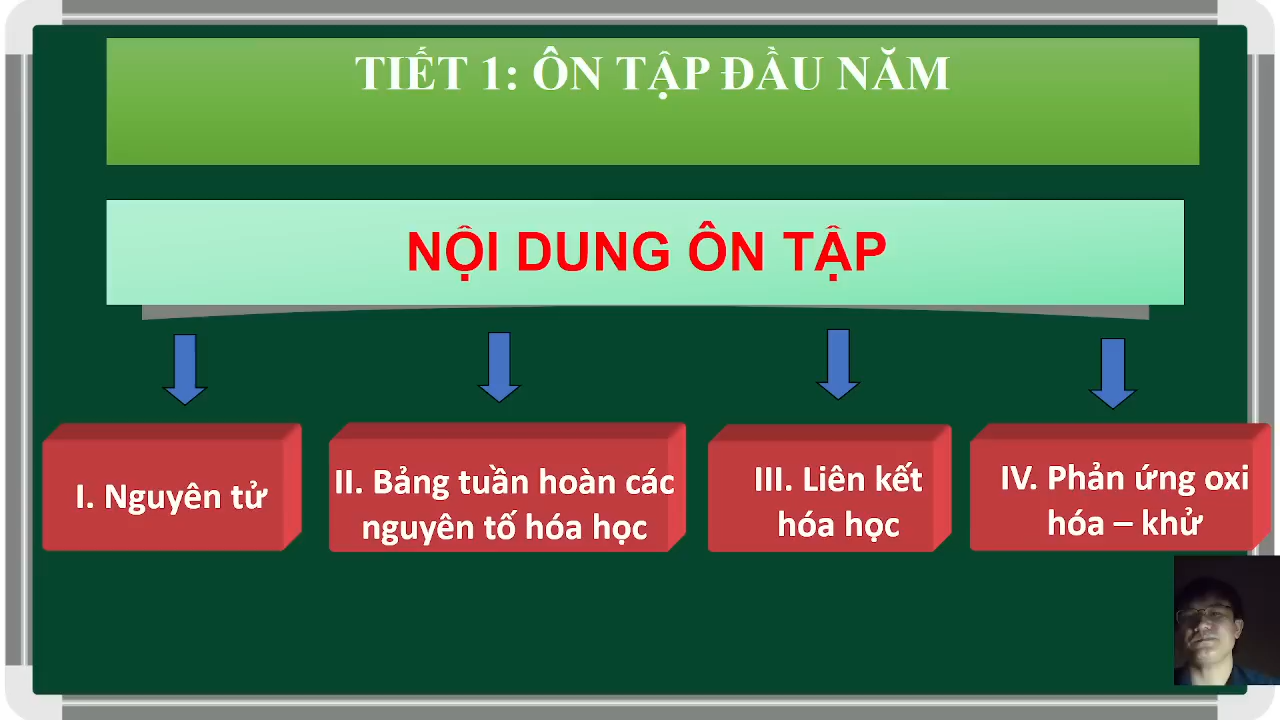 TIẾT 1: ÔN TẬP ĐẦU NĂM
NỘI DUNG ÔN TẬP
I. Nguyên tử
II. Bảng tuần hoàn các
nguyên tố hóa học
III. Liên kết
hóa học
IV. Phản ứng oxi
hóa – khử